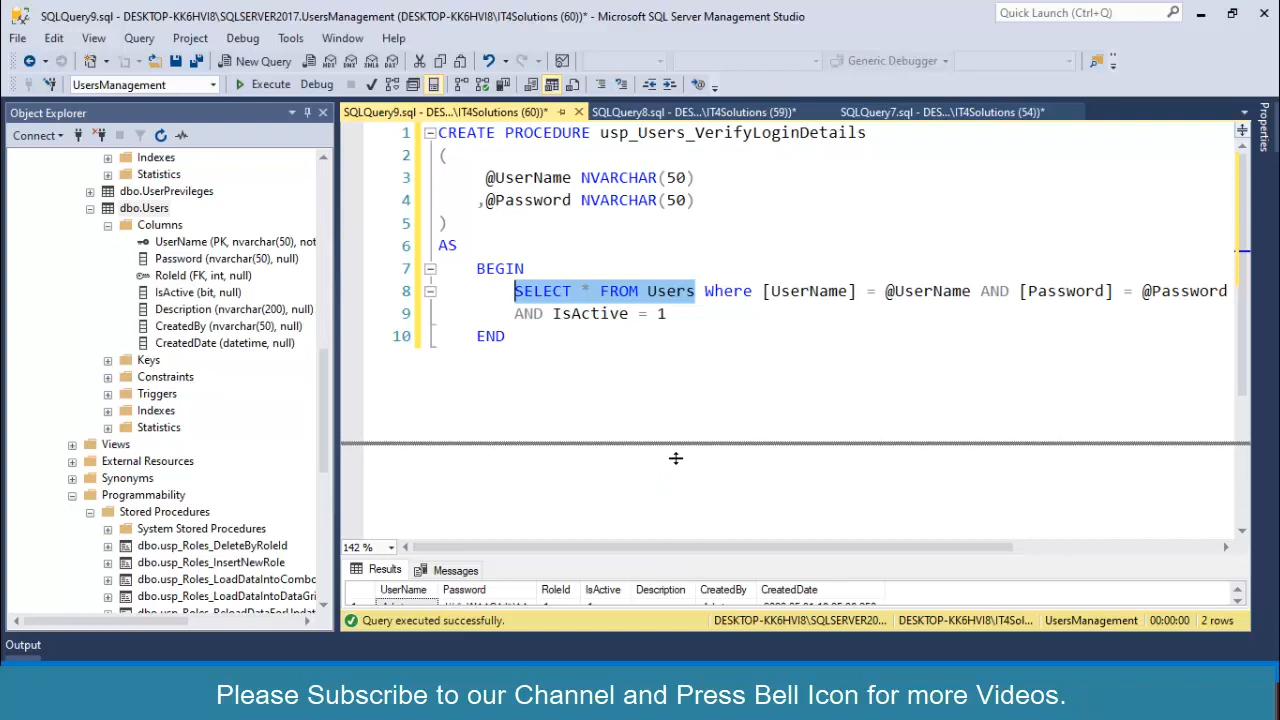 SQLQuery9.sql - DESKTOP-KK6HVI8\SQLSERVER2017.UsersManagement (DESKTOP-KK6HVI8\IT4Solutions (60))* - Microsoft SQL Server Management Studio
Quick Launch (Ctrl+Q)
File Edit View Query Project Debug Tools Window Help
New Query
Generic Debugger
UsersManagement
Execute Debug
Object Explorer
SQLQuery9.sql - DES...\IT4Solutions (60))*
SQLQuery8.sql - DES...\IT4Solutions (59))*
SQLQuery7.sql - DES...\IT4Solutions (54))*
Properties
Connect
Indexes
Statistics
dbo.UserPrevileges
dbo.Users
Columns
UserName (PK, nvarchar(50), not
Password (nvarchar(50), null)
RoleId (FK, int, null)
IsActive (bit, null)
Description (nvarchar(200), null)
CreatedBy (nvarchar(50), null)
CreatedDate (datetime, null)
Keys
Constraints
Triggers
Indexes
Statistics
Views
External Resources
Synonyms
Programmability
Stored Procedures
System Stored Procedures
dbo.usp_Roles_DeleteByRoleId
dbo.usp_Roles_InsertNewRole
dbo.usp_Roles_LoadDataIntoCombo
dbo.usp_Roles_LoadDataIntoDataGri
1 CREATE PROCEDURE usp_Users_VerifyLoginDetails
2 (
3 @UserName NVARCHAR(50)
4 ,@Password NVARCHAR(50)
5 )
6 AS
7 BEGIN
8 SELECT * FROM Users Where [UserName] = @UserName AND [Password] = @Password
9 AND IsActive = 1
10 END
142 %
Results Messages
UserName Password RoleId IsActive Description CreatedBy CreatedDate
Query executed successfully.
DESKTOP-KK6HVI8\SQLSERVER20... DESKTOP-KK6HVI8\IT4Sol... UsersManagement 00:00:00 2 rows
Output
Please Subscribe to our Channel and Press Bell Icon for more Videos.